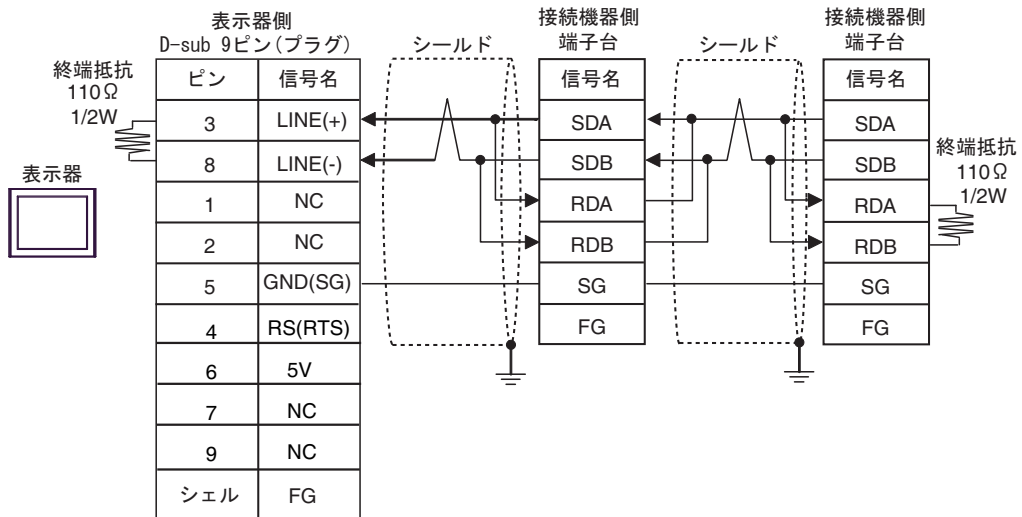 表示器側
D-sub 9ピン(プラグ)
シールド
接続機器側
端子台
シールド
接続機器側
端子台
終端抵抗
110Ω
1/2W
表示器
ピン 信号名
3 LINE(+)
8 LINE(-)
1 NC
2 NC
5 GND(SG)
4 RS(RTS)
6 5V
7 NC
9 NC
シェル FG
信号名
SDA
SDB
RDA
RDB
SG
FG
信号名
SDA
SDB
RDA
RDB
SG
FG
終端抵抗
110Ω
1/2W